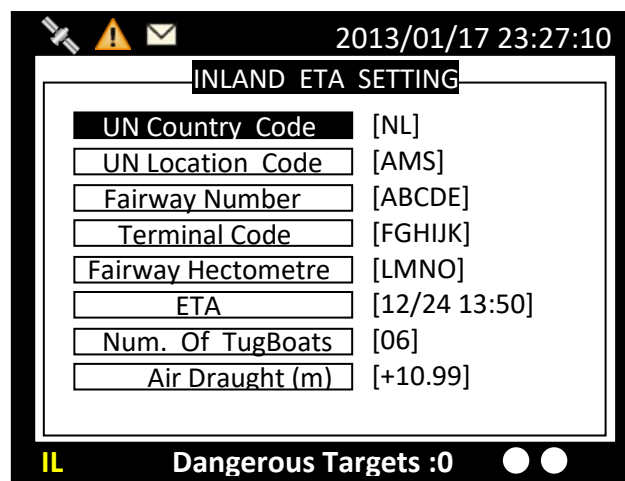 2013/01/17 23:27:10
INLAND ETA SETTING
UN Country Code [NL]
UN Location Code [AMS]
Fairway Number [ABCDE]
Terminal Code [FGHIJK]
Fairway Hectometre [LMNO]
ETA [12/24 13:50]
Num. Of TugBoats [06]
Air Draught (m) [+10.99]
IL Dangerous Targets :0